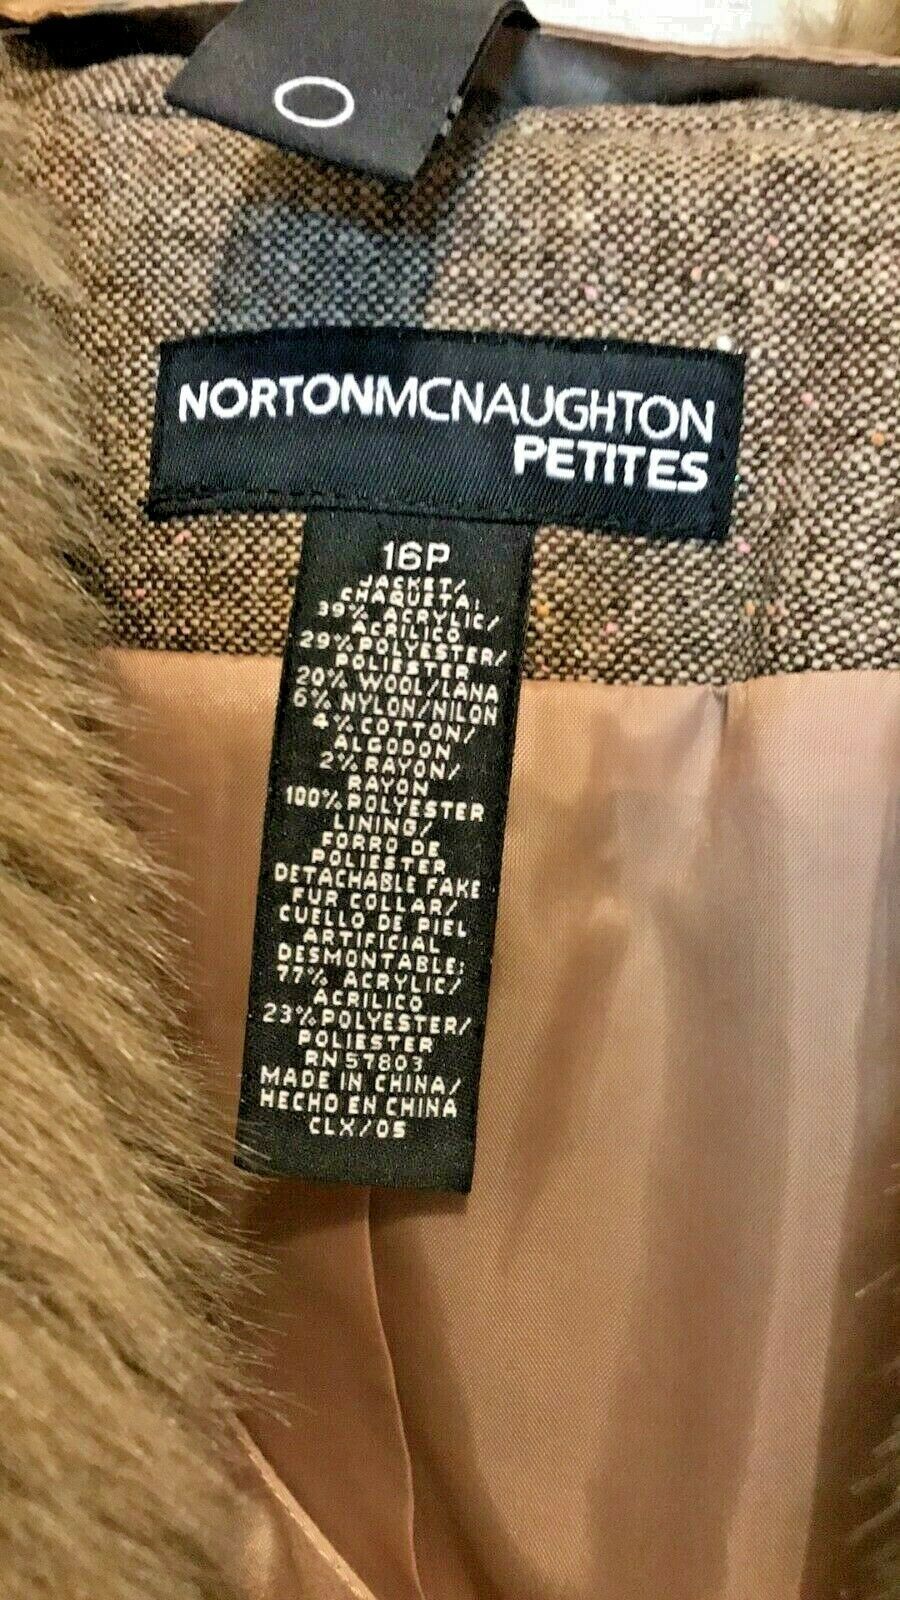 NORTONMCNAUGHTON
PETITES
16P
JACKET/
CHAQUETA:
39% ACRYLIC/
ACRILICO
29% POLYESTER/
POLIESTER
20% WOOL/LANA
6% NYLON/NILON
4% COTTON/
ALGODON
2% RAYON/
RAYON
100% POLYESTER
LINING/
FORRO DE
POLIESTER
DETACHABLE FAKE
FUR COLLAR/
CUELLO DE PIEL
ARTIFICIAL
DESMONTABLE:
77% ACRYLIC/
ACRILICO
23% POLYESTER/
POLIESTER
RN 57803
MADE IN CHINA/
HECHO EN CHINA
CLX/05